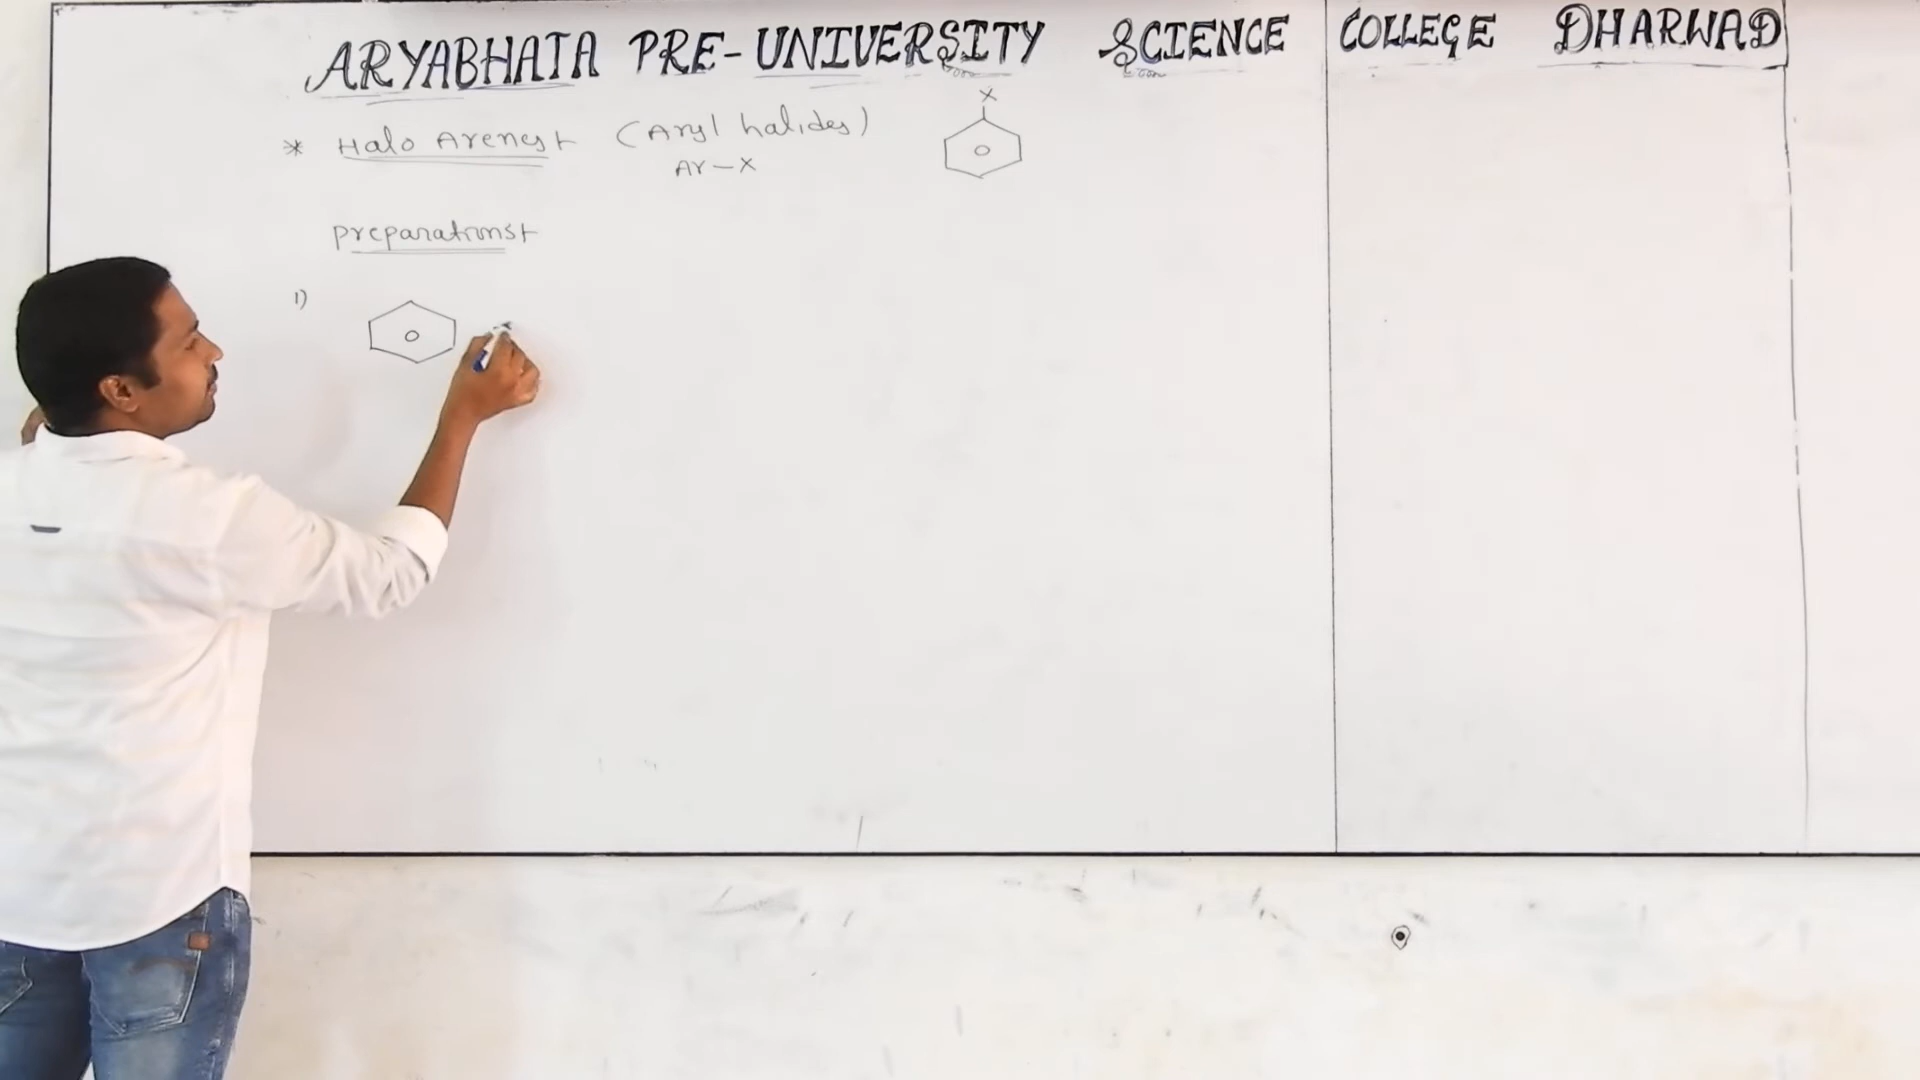 ARYABHATA PRE-UNIVERSITY SCIENCE COLLEGE DHARWAD
* Halo Arenes:- (Aryl halides)
Ar-X
X
preparations:-
1)